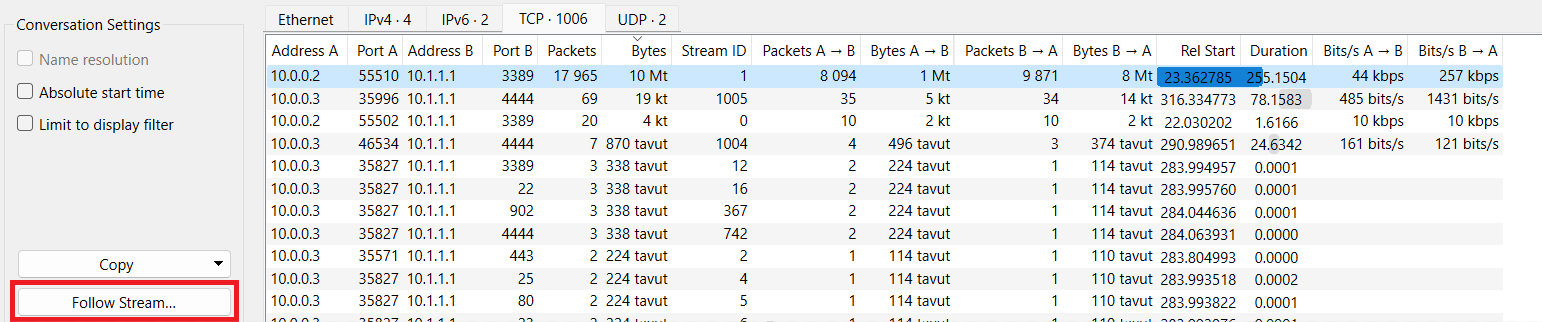 Conversation Settings
Name resolution
Absolute start time
Limit to display filter
Copy
Follow Stream...
Ethernet IPv4 · 4 IPv6 · 2 TCP · 1006 UDP · 2
Address A Port A Address B Port B Packets Bytes Stream ID Packets A → B Bytes A → B Packets B → A Bytes B → A Rel Start Duration Bits/s A → B Bits/s B → A
10.0.0.2 55510 10.1.1.1 3389 17 965 10 Mt 1 8 094 1 Mt 9 871 8 Mt 23.362785 255.1504 44 kbps 257 kbps
10.0.0.3 35996 10.1.1.1 4444 69 19 kt 1005 35 5 kt 34 14 kt 316.334773 78.1583 485 bits/s 1431 bits/s
10.0.0.2 55502 10.1.1.1 3389 20 4 kt 0 10 2 kt 10 2 kt 22.030202 1.6166 10 kbps 10 kbps
10.0.0.3 46534 10.1.1.1 4444 7 870 tavut 1004 4 496 tavut 3 374 tavut 290.989651 24.6342 161 bits/s 121 bits/s
10.0.0.3 35827 10.1.1.1 3389 3 338 tavut 12 2 224 tavut 1 114 tavut 283.994957 0.0001
10.0.0.3 35827 10.1.1.1 22 3 338 tavut 16 2 224 tavut 1 114 tavut 283.995760 0.0001
10.0.0.3 35827 10.1.1.1 902 3 338 tavut 367 2 224 tavut 1 114 tavut 284.044636 0.0001
10.0.0.3 35827 10.1.1.1 4444 3 338 tavut 742 2 224 tavut 1 114 tavut 284.063931 0.0000
10.0.0.3 35571 10.1.1.1 443 2 224 tavut 2 1 114 tavut 1 110 tavut 283.804993 0.0000
10.0.0.3 35827 10.1.1.1 25 2 224 tavut 4 1 114 tavut 1 110 tavut 283.993518 0.0002
10.0.0.3 35827 10.1.1.1 80 2 224 tavut 5 1 114 tavut 1 110 tavut 283.993822 0.0001